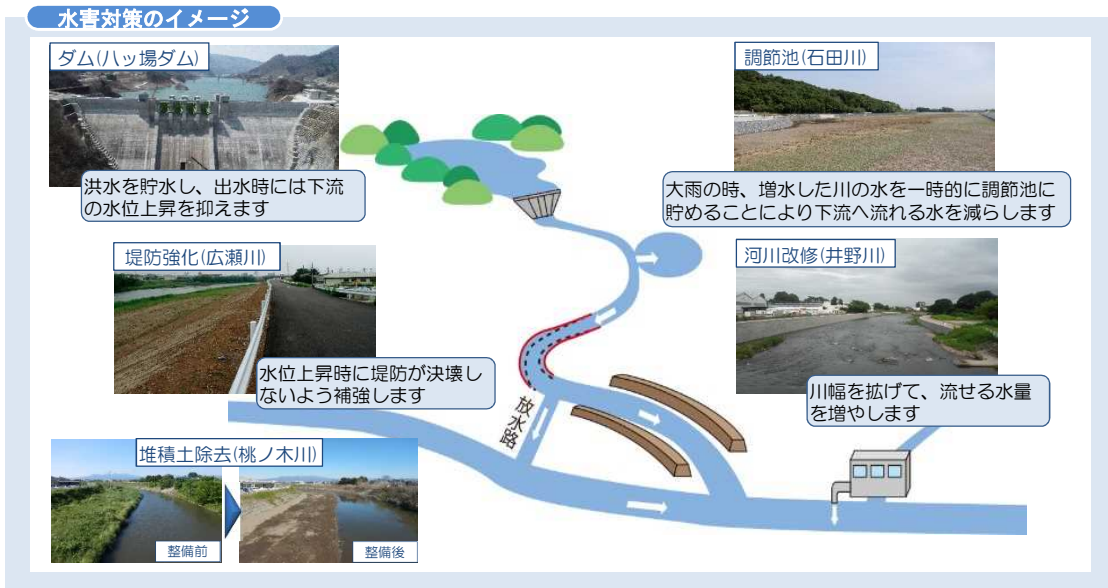 水害対策のイメージ
ダム(八ッ場ダム)
洪水を貯水し、出水時には下流
の水位上昇を抑えます
調節池(石田川)
大雨の時、増水した川の水を一時的に調節池に
貯めることにより下流へ流れる水を減らします
堤防強化(広瀬川)
水位上昇時に堤防が決壊し
ないよう補強します
河川改修(井野川)
川幅を拡げて、流せる水量
を増やします
放水路
堆積土除去(桃ノ木川)
整備前
整備後